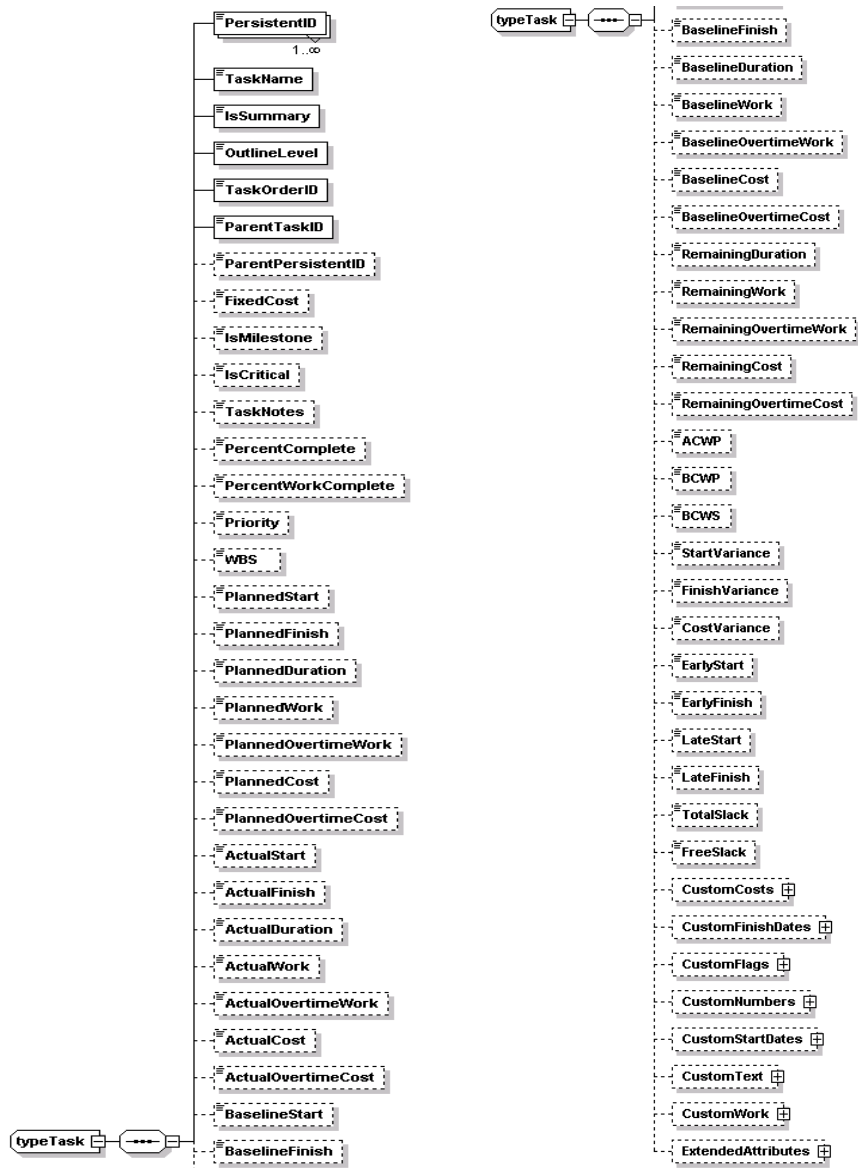 PersistentID
1..∞
TaskName
IsSummary
OutlineLevel
TaskOrderID
ParentTaskID
ParentPersistentID
FixedCost
IsMilestone
IsCritical
TaskNotes
PercentComplete
PercentWorkComplete
Priority
WBS
PlannedStart
PlannedFinish
PlannedDuration
PlannedWork
PlannedOvertimeWork
PlannedCost
PlannedOvertimeCost
ActualStart
ActualFinish
ActualDuration
ActualWork
ActualOvertimeWork
ActualCost
ActualOvertimeCost
BaselineStart
typeTask
BaselineFinish
typeTask
BaselineFinish
BaselineDuration
BaselineWork
BaselineOvertimeWork
BaselineCost
BaselineOvertimeCost
RemainingDuration
RemainingWork
RemainingOvertimeWork
RemainingCost
RemainingOvertimeCost
ACWP
BCWP
BCWS
StartVariance
FinishVariance
CostVariance
EarlyStart
EarlyFinish
LateStart
LateFinish
TotalSlack
FreeSlack
CustomCosts
CustomFinishDates
CustomFlags
CustomNumbers
CustomStartDates
CustomText
CustomWork
ExtendedAttributes